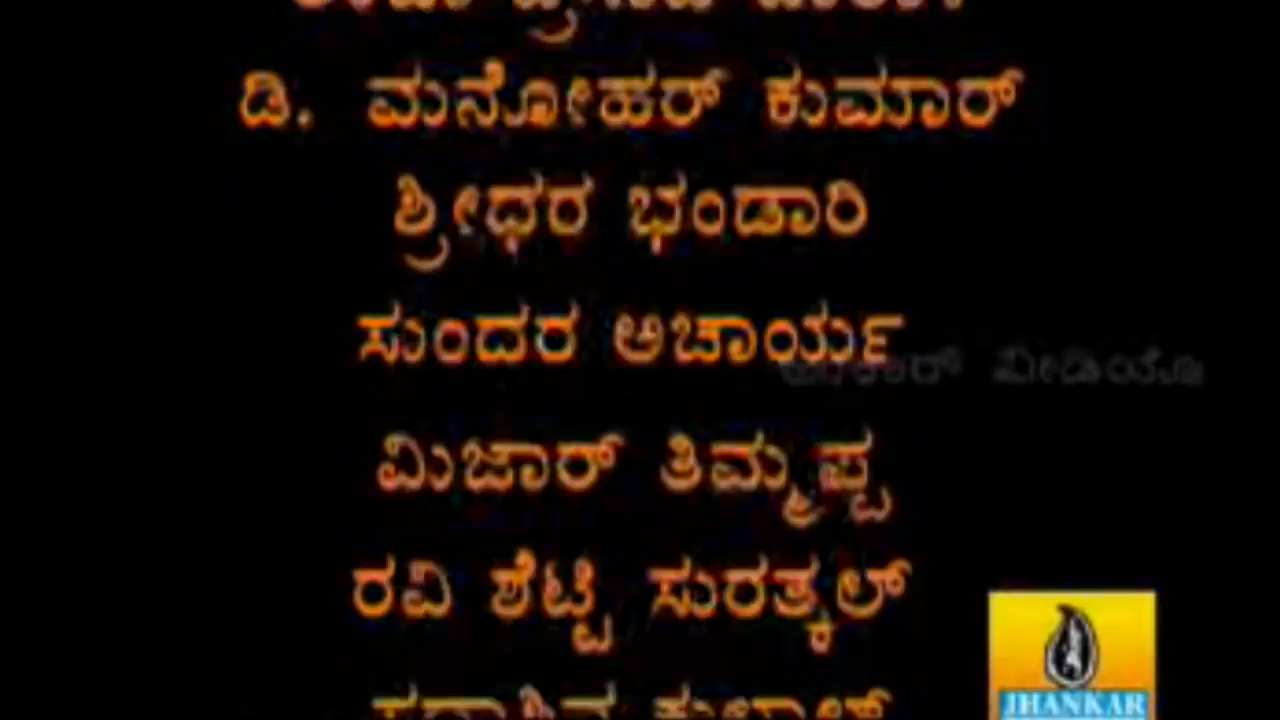 ಡಿ. ಮನೋಹರ್ ಕುಮಾರ್
ಶ್ರೀಧರ ಭಂಡಾರಿ
ಸುಂದರ ಆಚಾರ್ಯ
ಮಿಜಾರ್ ತಿಮ್ಮಪ್ಪ
ರವಿ ಶೆಟ್ಟಿ ಸುರತ್ಕಲ್
JHANKAR